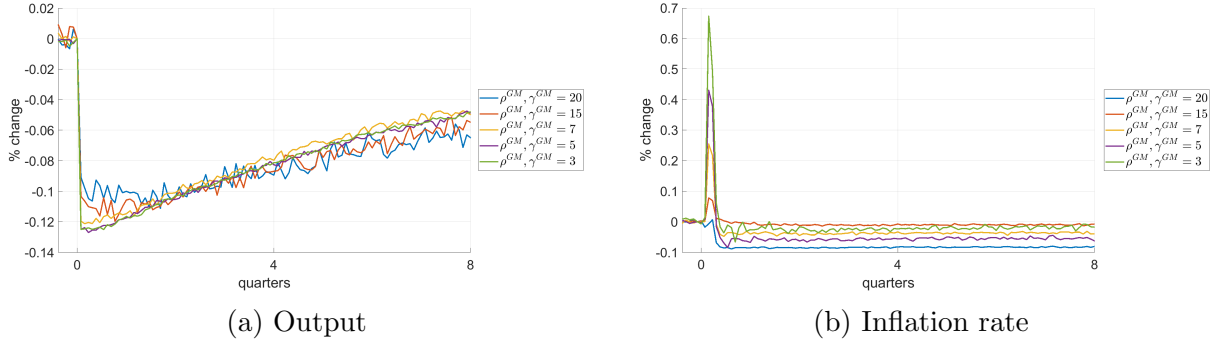 0.02
0
-0.02
-0.04
-0.06
-0.08
-0.1
-0.12
-0.14
% change
0
4
8
quarters
ρ^GM, γ^GM = 20
ρ^GM, γ^GM = 15
ρ^GM, γ^GM = 7
ρ^GM, γ^GM = 5
ρ^GM, γ^GM = 3
(a) Output
0.7
0.6
0.5
0.4
0.3
0.2
0.1
0
-0.1
% change
0
4
8
quarters
ρ^GM, γ^GM = 20
ρ^GM, γ^GM = 15
ρ^GM, γ^GM = 7
ρ^GM, γ^GM = 5
ρ^GM, γ^GM = 3
(b) Inflation rate